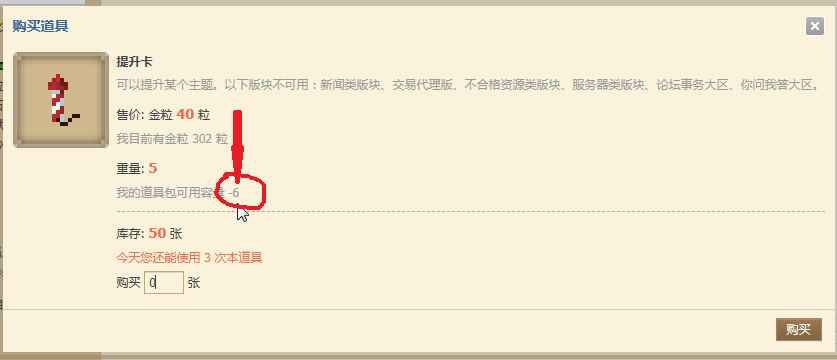 购买道具
提升卡
可以提升某个主题。以下版块不可用：新闻类版块、交易代理版、不合格资源类版块、服务器类版块、论坛事务大区、你问我答大区。
售价: 金粒 40 粒
我目前有金粒 302 粒
重量: 5
我的道具包可用容量 -6
库存: 50 张
今天您还能使用 3 次本道具
购买 0 张
购买